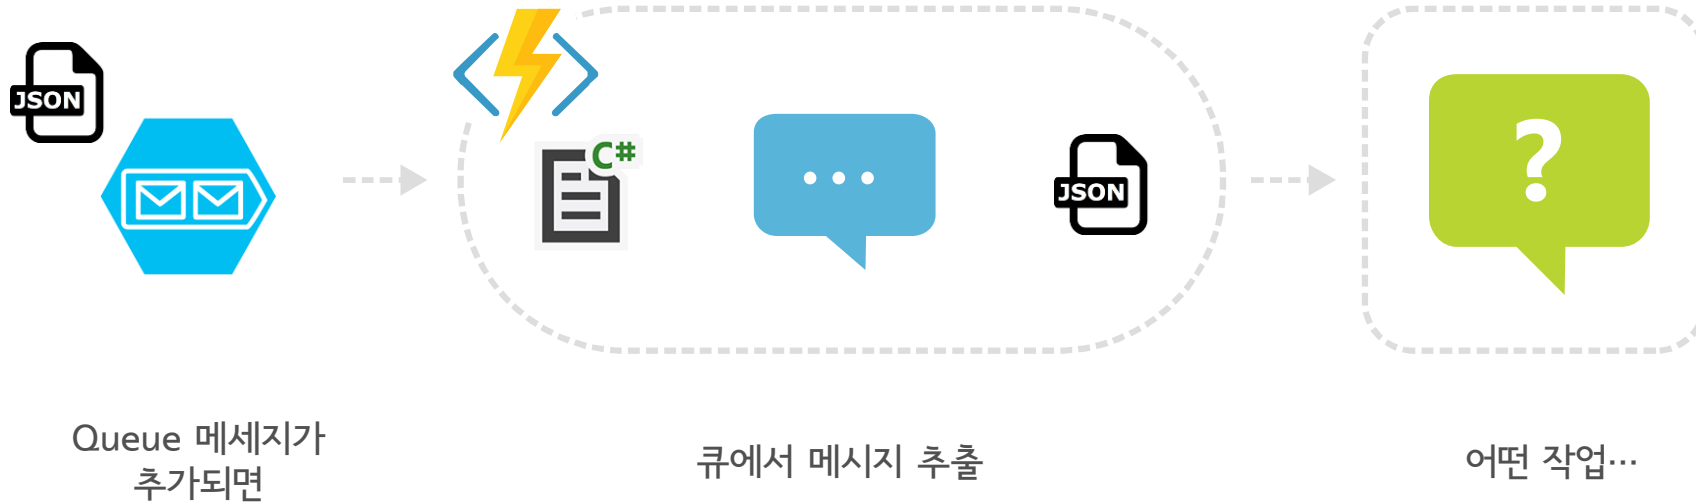 JSON
C#
...
JSON
?
Queue 메세지가
추가되면
큐에서 메시지 추출
어떤 작업...